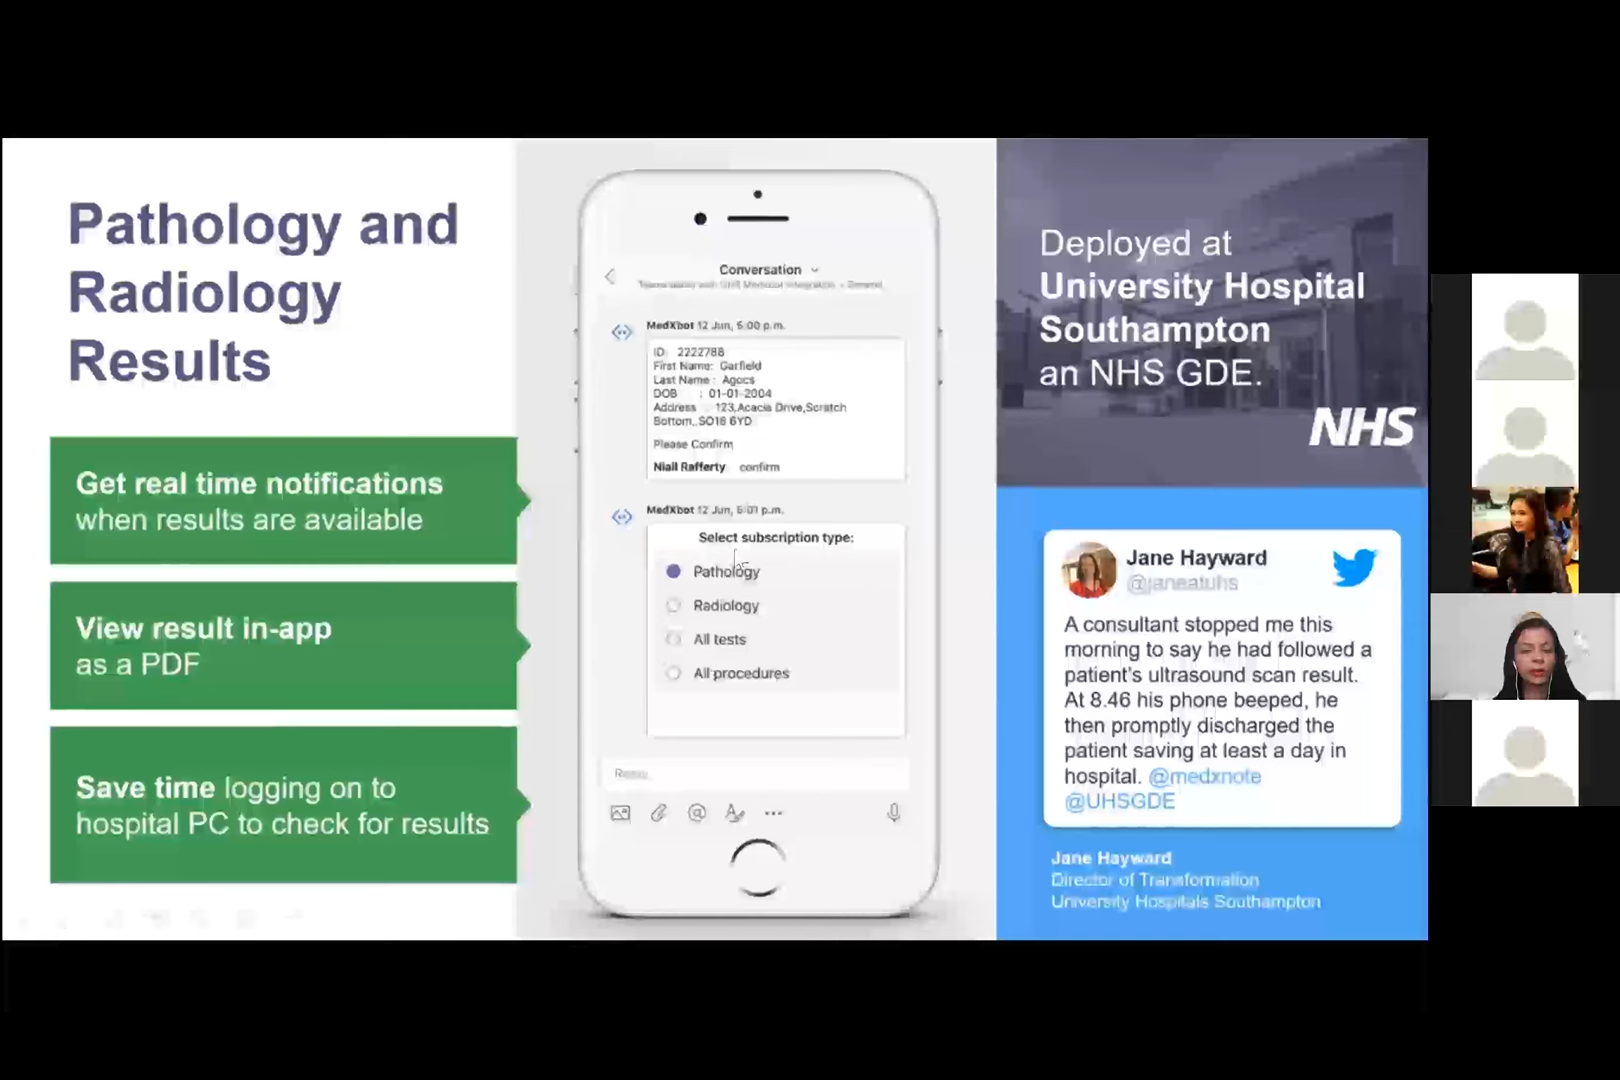 Pathology and
Radiology
Results
Get real time notifications
when results are available
View result in-app
as a PDF
Save time logging on to
hospital PC to check for results
Conversation
MedXbot 12 Jun, 5:00 p.m.
ID: 2222788
First Name: Garfield
Last Name : Agocs
DOB : 01-01-2004
Address : 123,Acacia Drive,Scratch
Bottom,,SO16 6YD
Please Confirm
Niall Rafferty confirm
MedXbot 12 Jun, 5:01 p.m.
Select subscription type:
Pathology
Radiology
All tests
All procedures
Deployed at
University Hospital
Southampton
an NHS GDE.
NHS
Jane Hayward
@janeatuhs
A consultant stopped me this
morning to say he had followed a
patient's ultrasound scan result.
At 8.46 his phone beeped, he
then promptly discharged the
patient saving at least a day in
hospital. @medxnote
@UHSGDE
Jane Hayward
Director of Transformation
University Hospitals Southampton